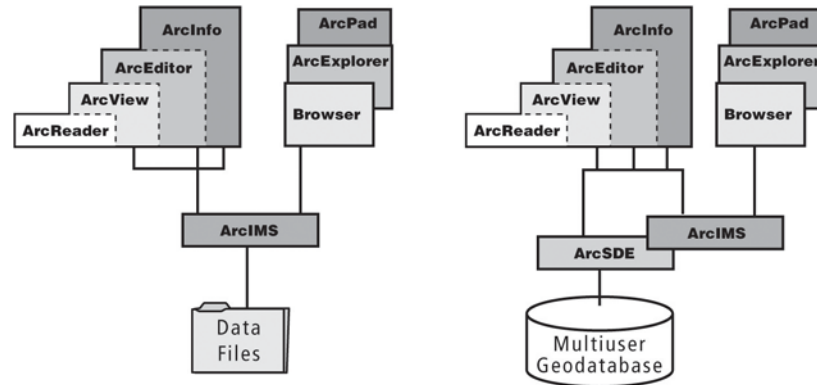 ArcInfo
ArcEditor
ArcView
ArcReader
ArcPad
ArcExplorer
Browser
ArcIMS
Data
Files
ArcInfo
ArcEditor
ArcView
ArcReader
ArcPad
ArcExplorer
Browser
ArcIMS
ArcSDE
Multiuser
Geodatabase